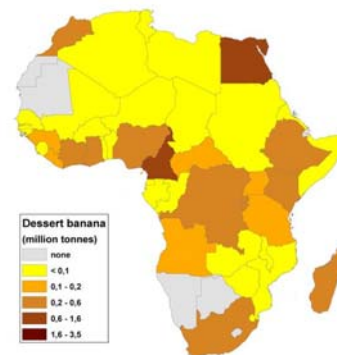 Dessert banana
(million tonnes)
none
< 0,1
0,1 - 0,2
0,2 - 0,6
0,6 - 1,6
1,6 - 3,5